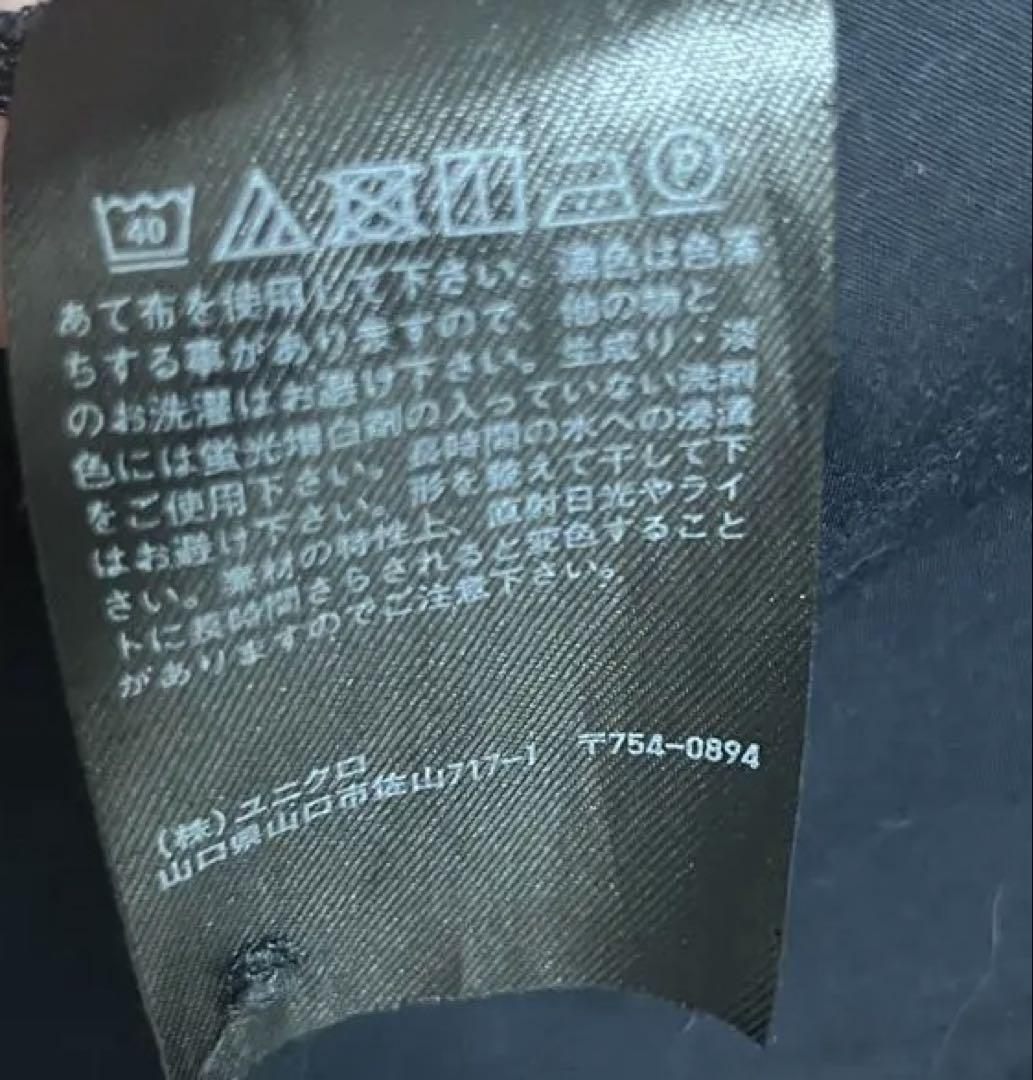 40
P
あて布を使用して下さい。濃色は色落
ちする事がありますので、他の物と
のお洗濯はお避け下さい。生成り・淡
色には蛍光増白剤の入っていない洗剤
をご使用下さい。長時間の水への浸漬
はお避け下さい。形を整えて干して下
さい。素材の特性上、直射日光やライ
トに長時間さらされると変色すること
がありますのでご注意下さい。
(株)ユニクロ
山口県山口市佐山717-1 〒754-0894